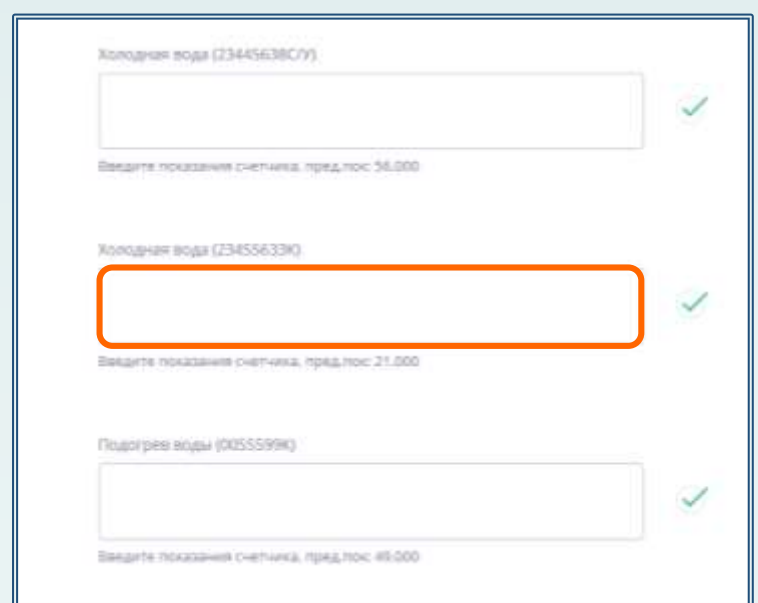 Холодная вода (23445638С/У)
Введите показания счетчика, пред.пок: 56.000
Холодная вода (23455633К)
Введите показания счетчика, пред.пок: 21.000
Подогрев воды (0055599К)
Введите показания счетчика, пред.пок: 49.000